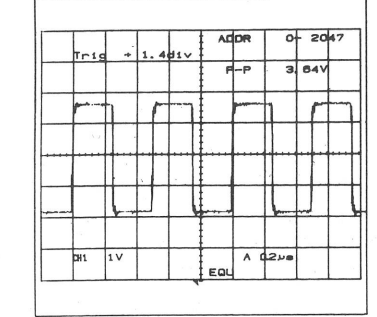 ADDR 0- 2047
Trig + 1.4div
P-P 3.64V
CH1 1V A 0.2μs
EQU